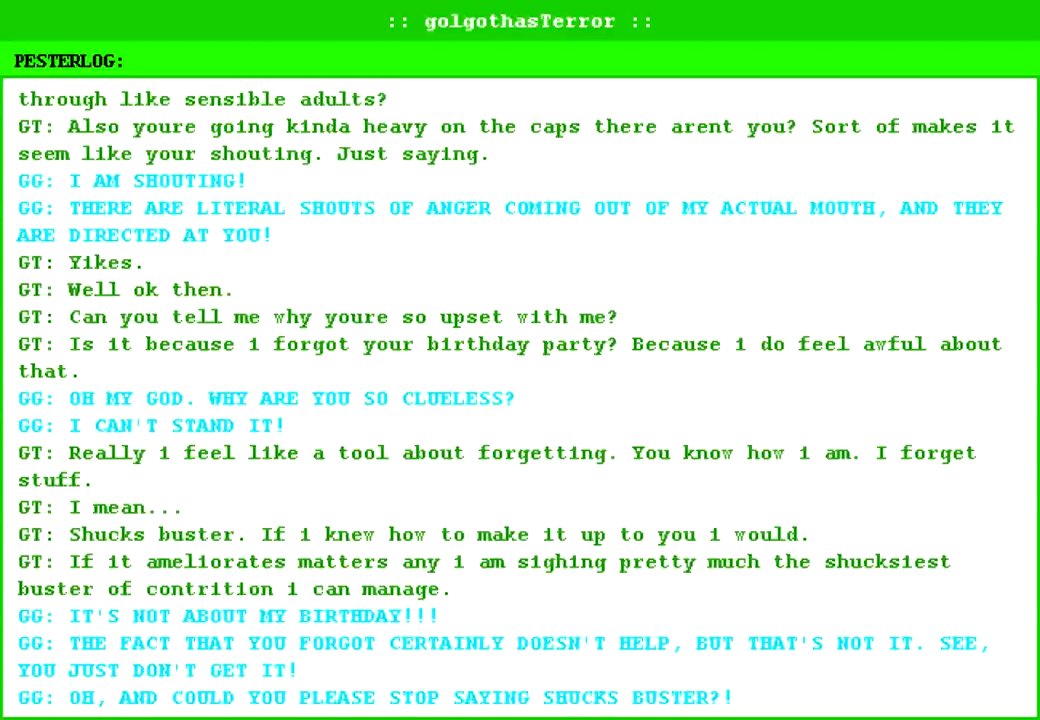 :: golgothasTerror ::
PESTERLOG:
through like sensible adults?
GT: Also youre going kinda heavy on the caps there arent you? Sort of makes it
seem like your shouting. Just saying.
GG: I AM SHOUTING!
GG: THERE ARE LITERAL SHOUTS OF ANGER COMING OUT OF MY ACTUAL MOUTH, AND THEY
ARE DIRECTED AT YOU!
GT: Yikes.
GT: Well ok then.
GT: Can you tell me why youre so upset with me?
GT: Is it because i forgot your birthday party? Because i do feel awful about
that.
GG: OH MY GOD. WHY ARE YOU SO CLUELESS?
GG: I CAN'T STAND IT!
GT: Really i feel like a tool about forgetting. You know how i am. I forget
stuff.
GT: I mean...
GT: Shucks buster. If i knew how to make it up to you i would.
GT: If it ameliorates matters any i am sighing pretty much the shucksiest
buster of contrition i can manage.
GG: IT'S NOT ABOUT MY BIRTHDAY!!!
GG: THE FACT THAT YOU FORGOT CERTAINLY DOESN'T HELP, BUT THAT'S NOT IT. SEE,
YOU JUST DON'T GET IT!
GG: OH, AND COULD YOU PLEASE STOP SAYING SHUCKS BUSTER?!